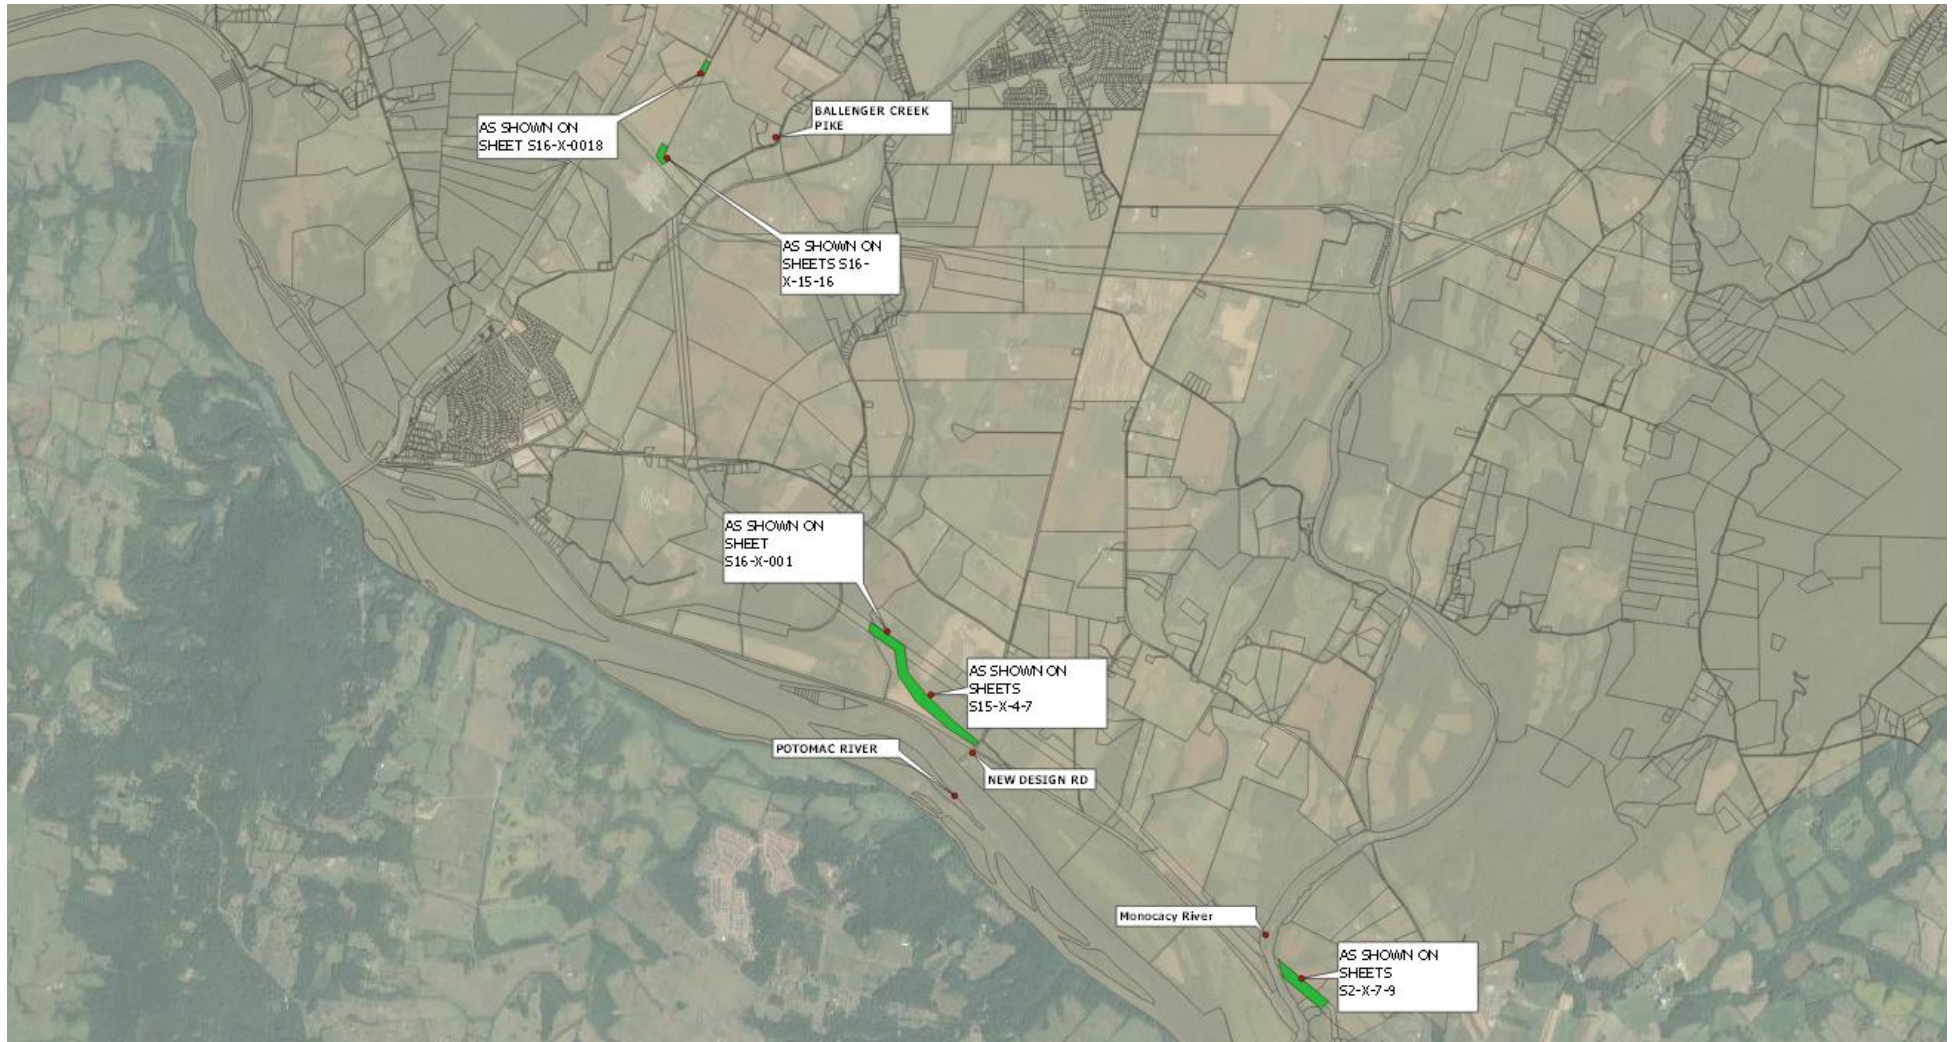 BALLENGER CREEK
PIKE
AS SHOWN ON
SHEET S16-X-0018
AS SHOWN ON
SHEETS S16-
X-15-16
AS SHOWN ON
SHEET
S16-X-001
AS SHOWN ON
SHEETS
S15-X-4-7
POTOMAC RIVER
NEW DESIGN RD
Monocacy River
AS SHOWN ON
SHEETS
S2-X-7-9